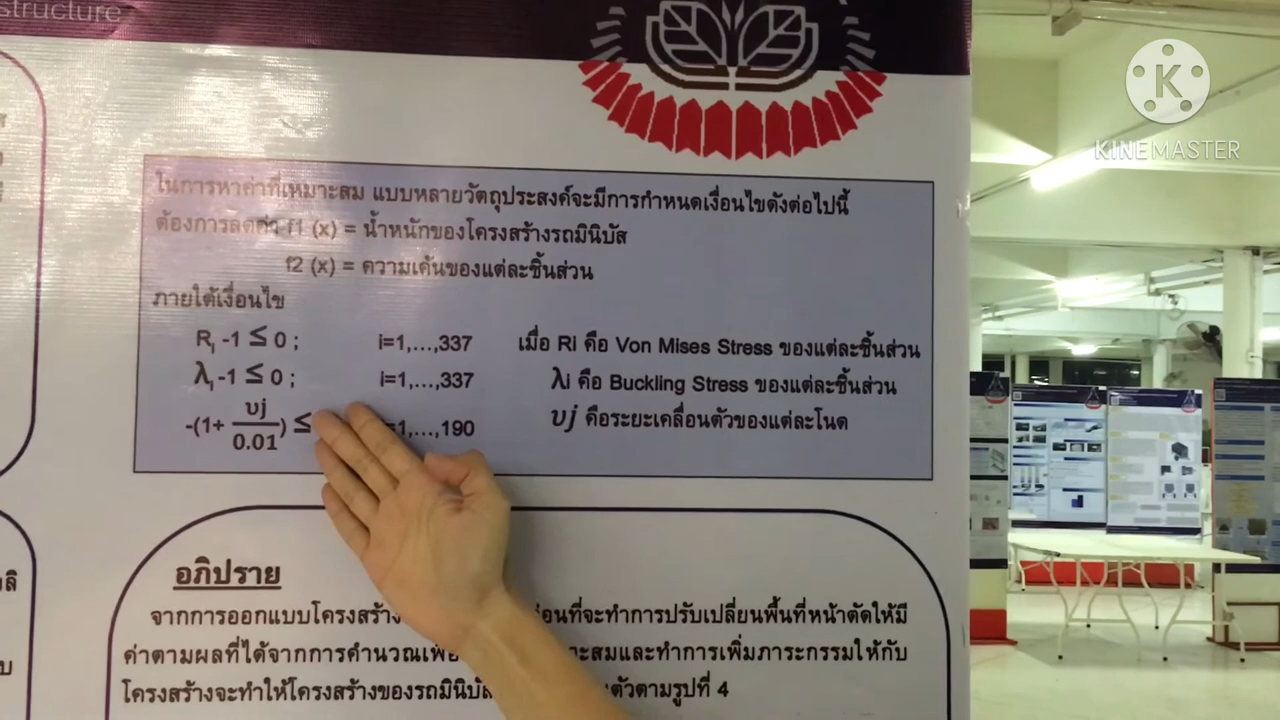 structure
KINEMASTER
ในการหาค่าที่เหมาะสม แบบหลายวัตถุประสงค์จะมีการกำหนดเงื่อนไขดังต่อไปนี้
ต้องการลดค่า f1 (x) = น้ำหนักของโครงสร้างรถมินิบัส
f2 (x) = ความเค้นของแต่ละชิ้นส่วน
ภายใต้เงื่อนไข
Ri -1 ≤ 0 ; i=1,...,337 เมื่อ Ri คือ Von Mises Stress ของแต่ละชิ้นส่วน
λi -1 ≤ 0 ; i=1,...,337 λi คือ Buckling Stress ของแต่ละชิ้นส่วน
-(1+ υj/0.01) ≤ =1,...,190 υj คือระยะเคลื่อนตัวของแต่ละโนด
อภิปราย
จากการออกแบบโครงสร้าง ่อนที่จะทำการปรับเปลี่ยนพื้นที่หน้าตัดให้มี
ค่าตามผลที่ได้จากการคำนวณเพื่อ าะสมและทำการเพิ่มภาระกรรมให้กับ
โครงสร้างจะทำให้โครงสร้างของรถมินิบัส ตัวตามรูปที่ 4